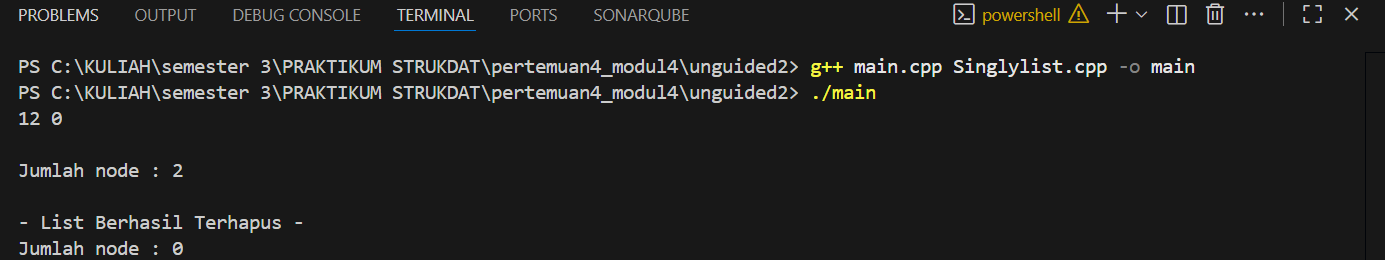 PROBLEMS OUTPUT DEBUG CONSOLE TERMINAL PORTS SONARQUBE powershell
PS C:\KULIAH\semester 3\PRAKTIKUM STRUKDAT\pertemuan4_modul4\unguided2> g++ main.cpp Singlylist.cpp -o main
PS C:\KULIAH\semester 3\PRAKTIKUM STRUKDAT\pertemuan4_modul4\unguided2> ./main
12 0
Jumlah node : 2
- List Berhasil Terhapus -
Jumlah node : 0